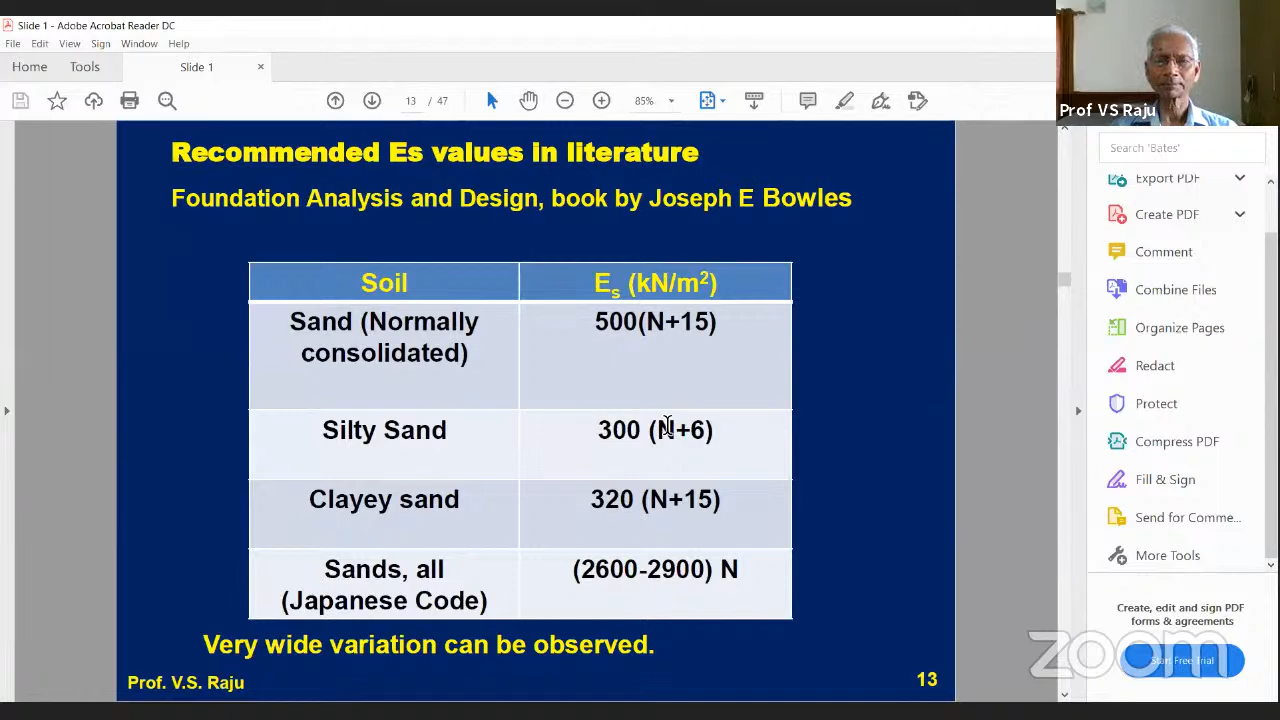 Slide 1 - Adobe Acrobat Reader DC
File Edit View Sign Window Help
Home Tools Slide 1 ×
13 / 47 85%
Prof VS Raju
Search 'Bates'
Export PDF
Create PDF
Comment
Combine Files
Organize Pages
Redact
Protect
Compress PDF
Fill & Sign
Send for Comme...
More Tools
Create, edit and sign PDF
forms & agreements
Start Free Trial
zoom
Recommended Es values in literature
Foundation Analysis and Design, book by Joseph E Bowles
Soil Es (kN/m²)
Sand (Normally 500(N+15)
consolidated)
Silty Sand 300 (N+6)
Clayey sand 320 (N+15)
Sands, all (2600-2900) N
(Japanese Code)
Very wide variation can be observed.
Prof. V.S. Raju 13